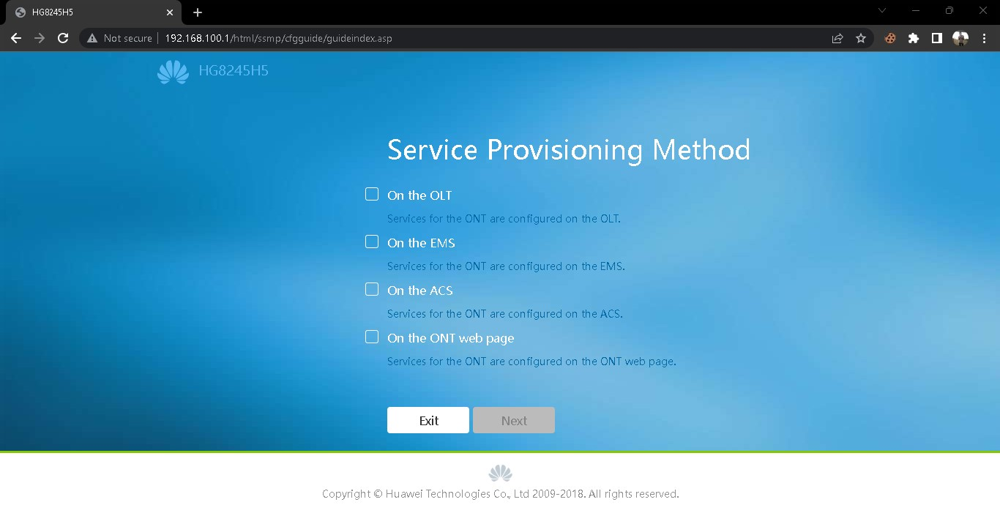 HG8245H5
Not secure
192.168.100.1/html/ssmp/cfgguide/guideindex.asp
HG8245H5
Service Provisioning Method
On the OLT
Services for the ONT are configured on the OLT.
On the EMS
Services for the ONT are configured on the EMS.
On the ACS
Services for the ONT are configured on the ACS.
On the ONT web page
Services for the ONT are configured on the ONT web page.
Exit
Next
Copyright © Huawei Technologies Co., Ltd 2009-2018. All rights reserved.